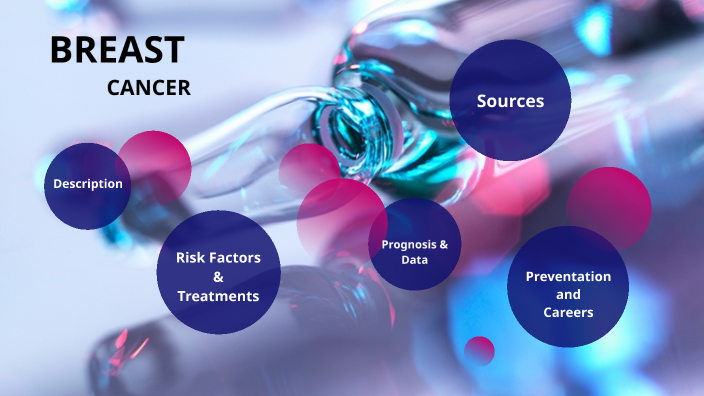 BREAST
CANCER
Sources
Description
Risk Factors
&
Treatments
Prognosis &
Data
Preventation
and
Careers